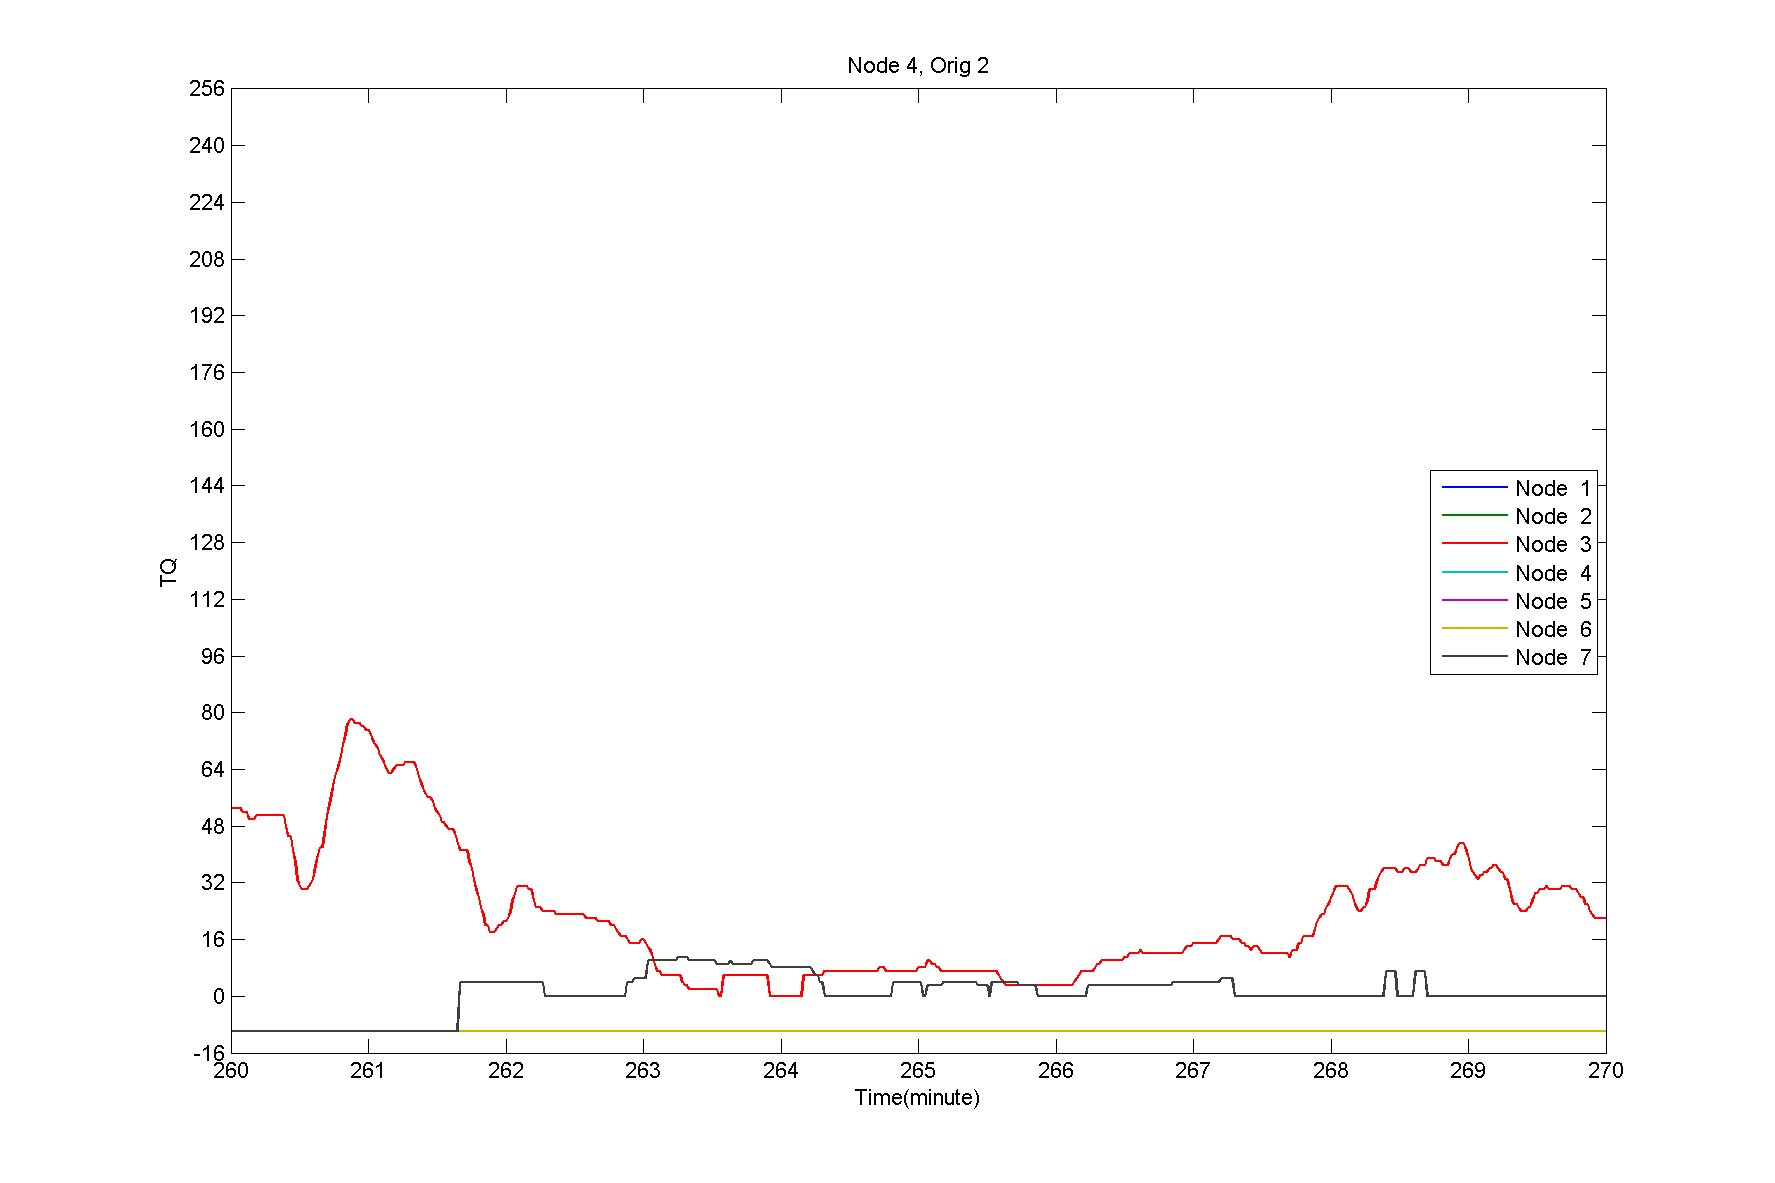 Node 4, Orig 2
256
240
224
208
192
176
160
144
128
112
96
80
64
48
32
16
0
-16
TQ
Node 1
Node 2
Node 3
Node 4
Node 5
Node 6
Node 7
260 261 262 263 264 265 266 267 268 269 270
Time(minute)